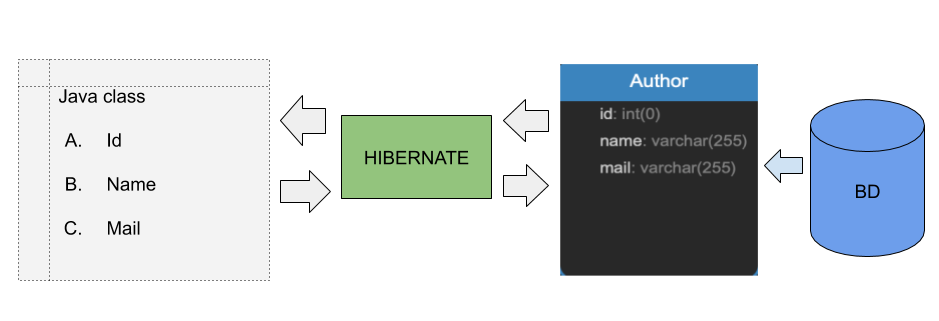 Java class
A. Id
B. Name
C. Mail
HIBERNATE
Author
id: int(0)
name: varchar(255)
mail: varchar(255)
BD